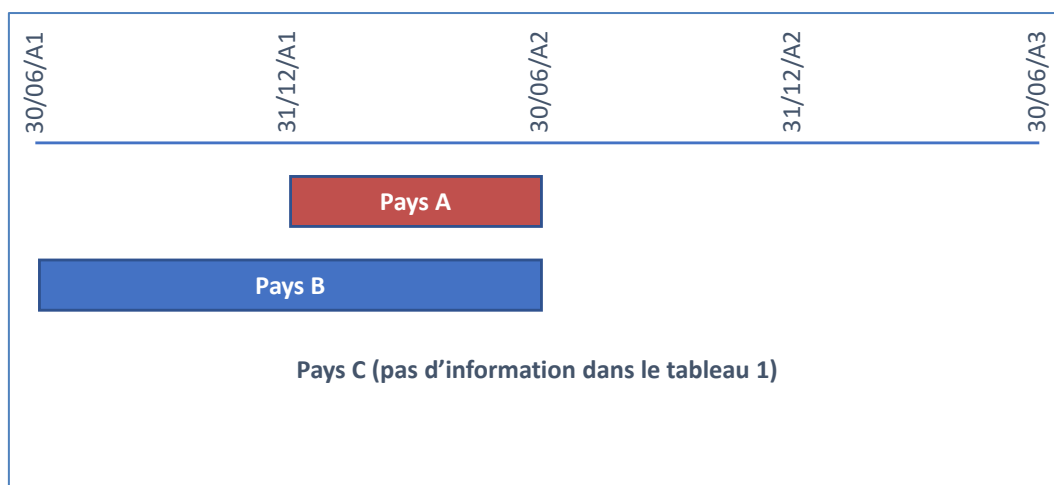 30/06/A1
31/12/A1
30/06/A2
31/12/A2
30/06/A3
Pays A
Pays B
Pays C (pas d’information dans le tableau 1)